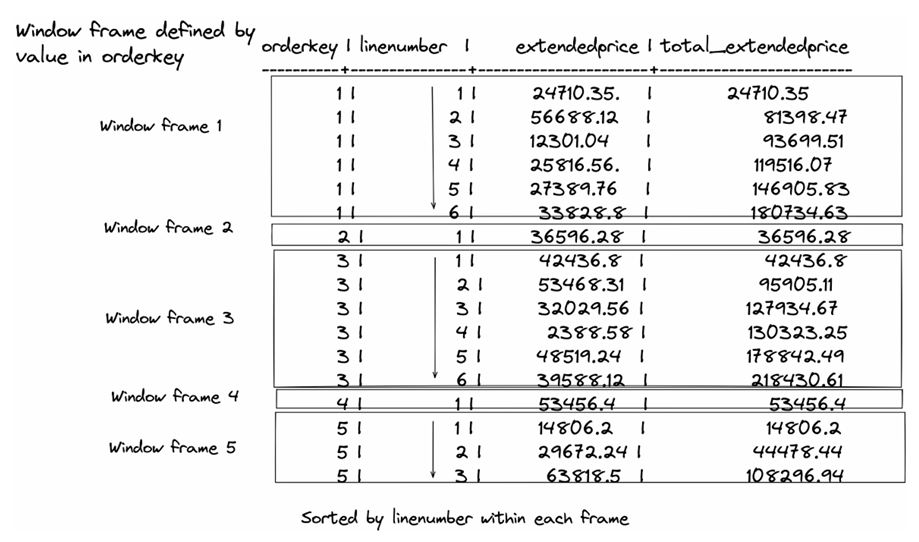 Window frame defined by
value in orderkey
orderkey | linenumber | extendedprice | total_extendedprice
----------+------------+-----------------+---------------------
Window frame 1
1 | 1 | 24710.35. | 24710.35
1 | 2 | 56688.12 | 81398.47
1 | 3 | 12301.04 | 93699.51
1 | 4 | 25816.56. | 119516.07
1 | 5 | 27389.76 | 146905.83
1 | 6 | 33828.8 | 180734.63
Window frame 2
2 | 1 | 36596.28 | 36596.28
Window frame 3
3 | 1 | 42436.8 | 42436.8
3 | 2 | 53468.31 | 95905.11
3 | 3 | 32029.56 | 127934.67
3 | 4 | 2388.58 | 130323.25
3 | 5 | 48519.24 | 178842.49
3 | 6 | 39588.12 | 218430.61
Window frame 4
4 | 1 | 53456.4 | 53456.4
Window frame 5
5 | 1 | 14806.2 | 14806.2
5 | 2 | 29672.24 | 44478.44
5 | 3 | 63818.5 | 108296.94
Sorted by linenumber within each frame